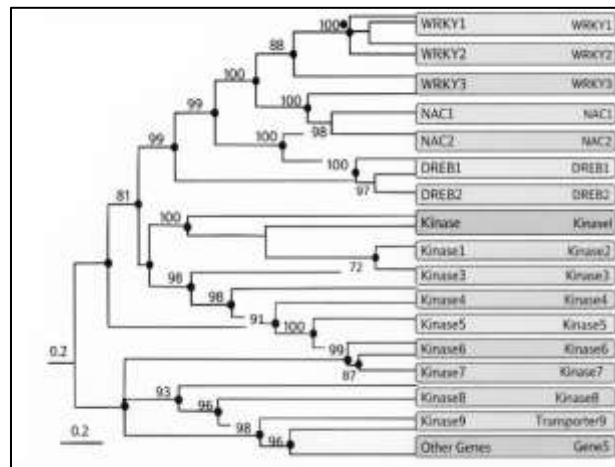 100 WRKY1 WRKY1
88 WRKY2 WRKY2
100 WRKY3 WRKY3
99 100 NAC1 NAC1
99 100 98 NAC2 NAC2
100 DREB1 DREB1
81 97 DREB2 DREB2
100 Kinase Kinasel
Kinase1 Kinase2
72 Kinase3 Kinase3
98 98 Kinase4 Kinase4
91 100 Kinase5 Kinase5
99 Kinase6 Kinase6
0.2 87 Kinase7 Kinase7
93 96 Kinase8 Kinase8
98 Kinase9 Transporter9
0.2 96 Other Genes Gene5